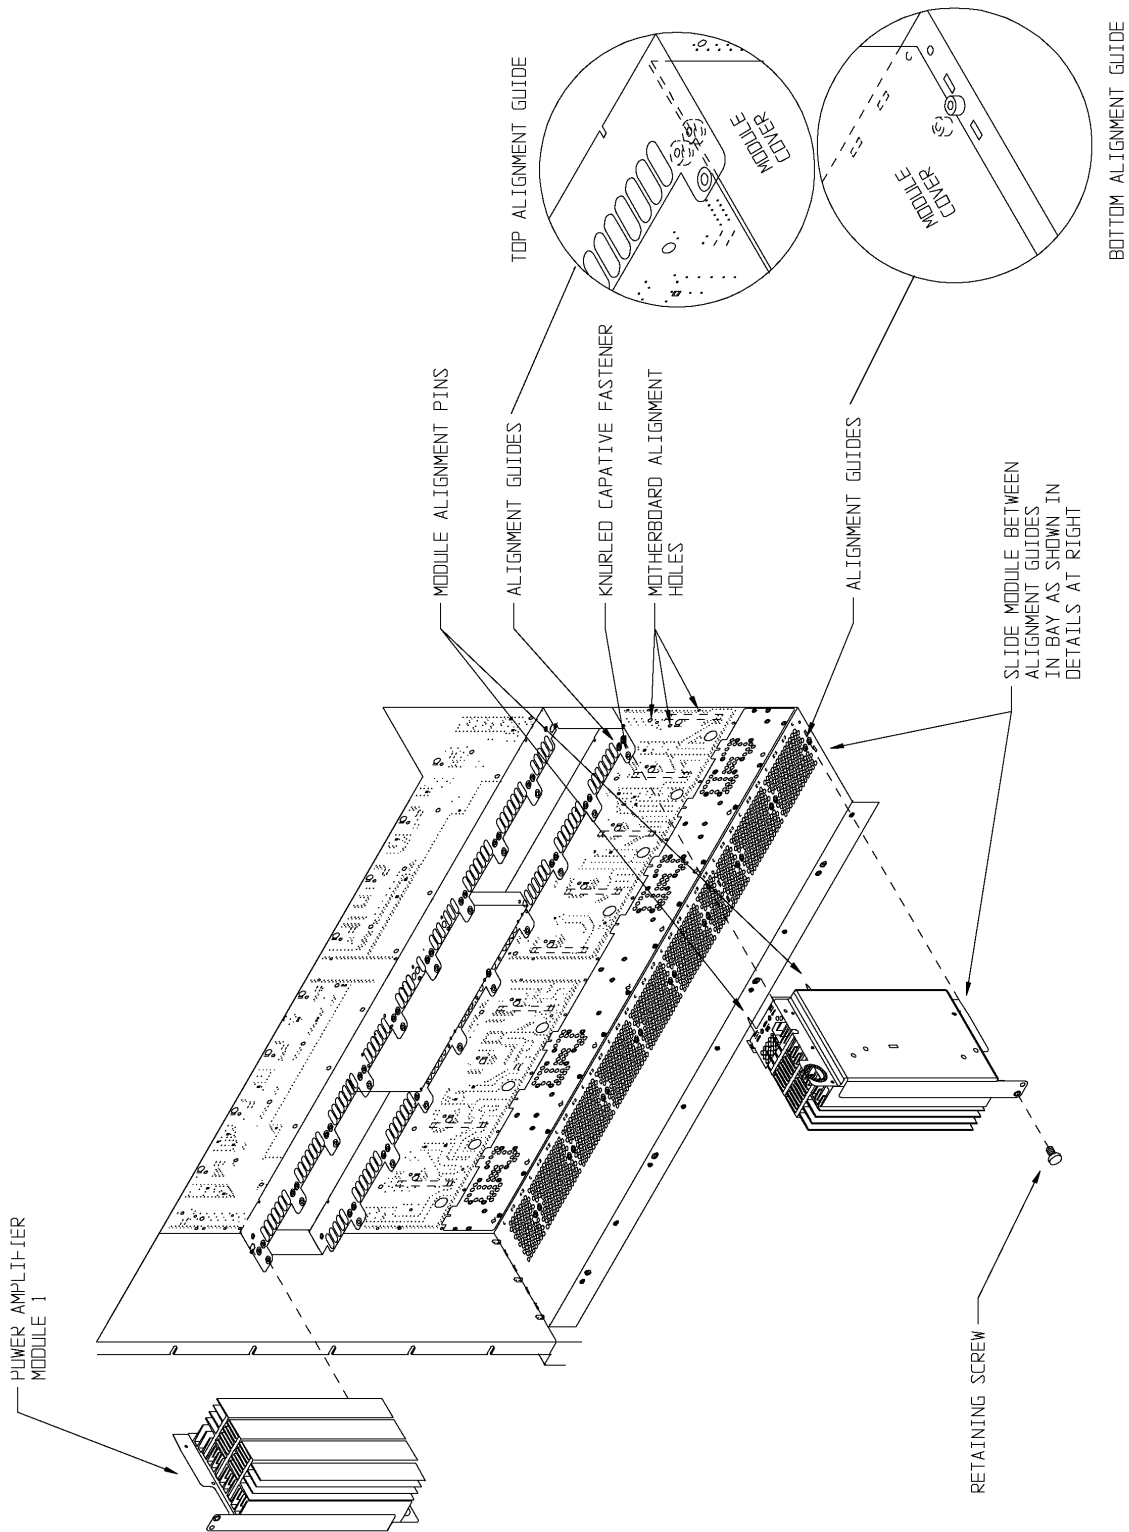 POWER AMPLIFIER
MODULE 1
MODULE ALIGNMENT PINS
ALIGNMENT GUIDES
TOP ALIGNMENT GUIDE
MODULE
COVER
KNURLED CAPATIVE FASTENER
MOTHERBOARD ALIGNMENT
HOLES
MODULE
COVER
ALIGNMENT GUIDES
BOTTOM ALIGNMENT GUIDE
RETAINING SCREW
SLIDE MODULE BETWEEN
ALIGNMENT GUIDES
IN BAY AS SHOWN IN
DETAILS AT RIGHT